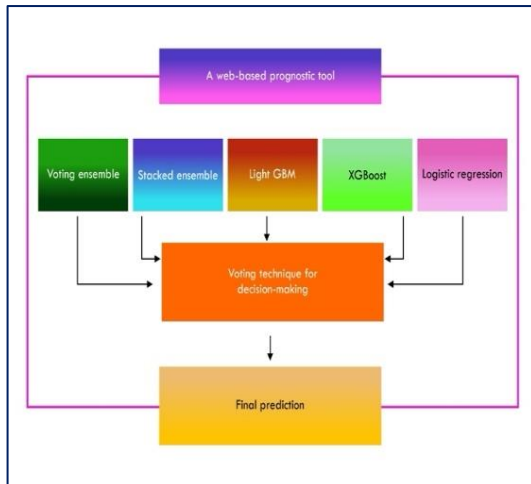 A web-based prognostic tool
Voting ensemble
Stacked ensemble
Light GBM
XGBoost
Logistic regression
Voting technique for
decision-making
Final prediction